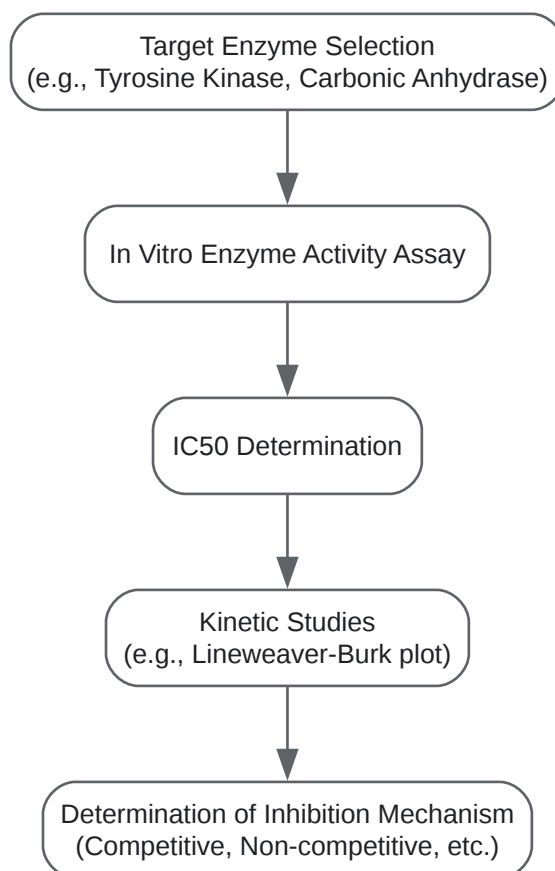 Target Enzyme Selection
(e.g., Tyrosine Kinase, Carbonic Anhydrase)
In Vitro Enzyme Activity Assay
IC50 Determination
Kinetic Studies
(e.g., Lineweaver-Burk plot)
Determination of Inhibition Mechanism
(Competitive, Non-competitive, etc.)